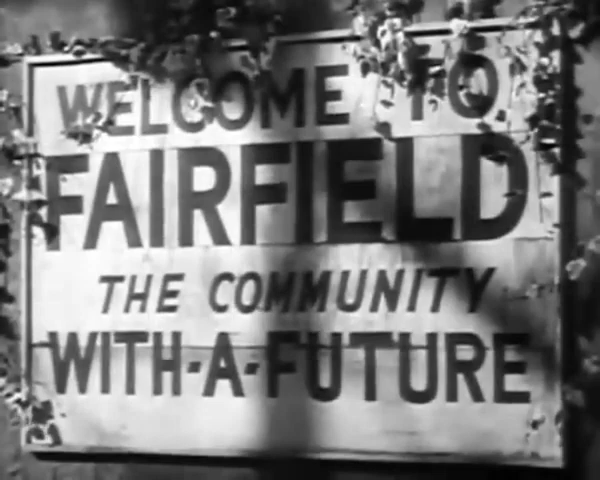 WELCOME TO
FAIRFIELD
THE COMMUNITY
WITH-A-FUTURE